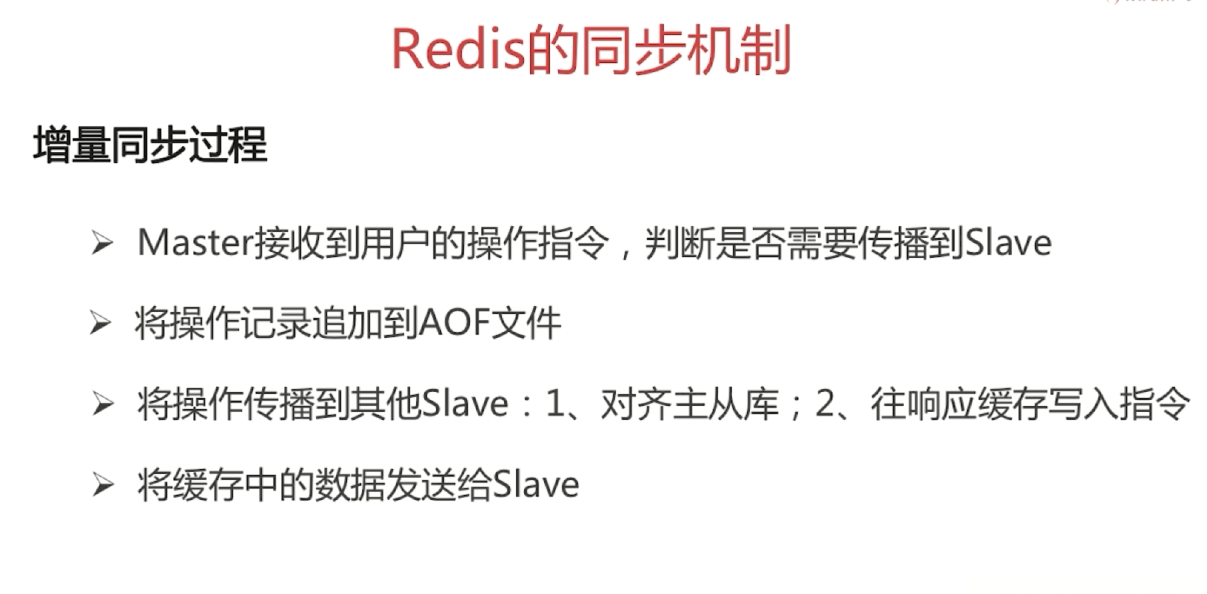 Redis的同步机制
增量同步过程
➢ Master接收到用户的操作指令，判断是否需要传播到Slave
➢ 将操作记录追加到AOF文件
➢ 将操作传播到其他Slave：1、对齐主从库；2、往响应缓存写入指令
➢ 将缓存中的数据发送给Slave